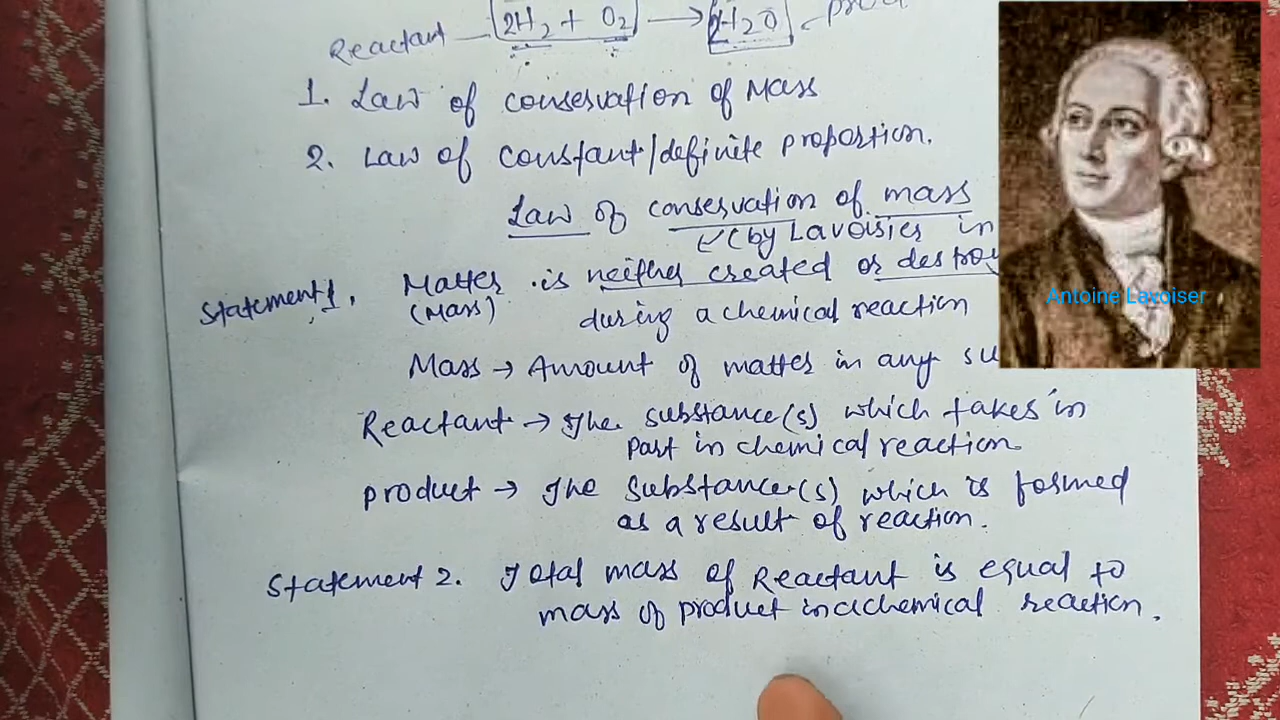 Reactant 2H2 + O2 → 2H2O
1. Law of conservation of Mass
2. Law of constant/definite proportion.
Law of conservation of mass
(by Lavoisier in
Statement 1. Matter is neither created or destroy
(Mass) during a chemical reaction
Mass → Amount of matter in any
Reactant → The substance(s) which takes in
part in chemical reaction
product → The substance(s) which is formed
as a result of reaction.
Statement 2. Total mass of Reactant is equal to
mass of product in a chemical reaction.
Antoine Lavoiser